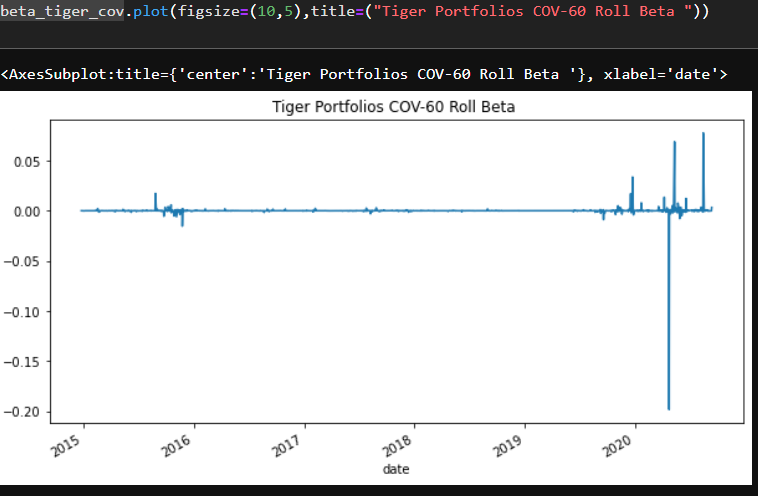 beta_tiger_cov.plot(figsize=(10,5),title=("Tiger Portfolios COV-60 Roll Beta "))
<AxesSubplot:title={'center':'Tiger Portfolios COV-60 Roll Beta '}, xlabel='date'>
Tiger Portfolios COV-60 Roll Beta
0.05
0.00
−0.05
−0.10
−0.15
−0.20
2015 2016 2017 2018 2019 2020
date